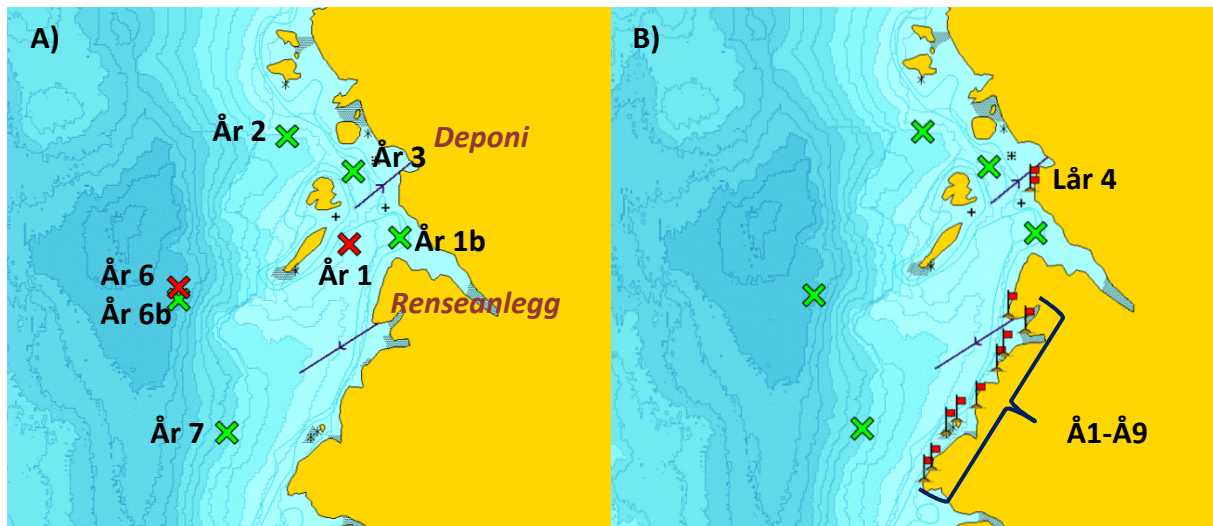 A)
År 2
Deponi
År 3
År 1b
År 1
År 6
År 6b
Renseanlegg
År 7
B)
Lår 4
Å1-Å9